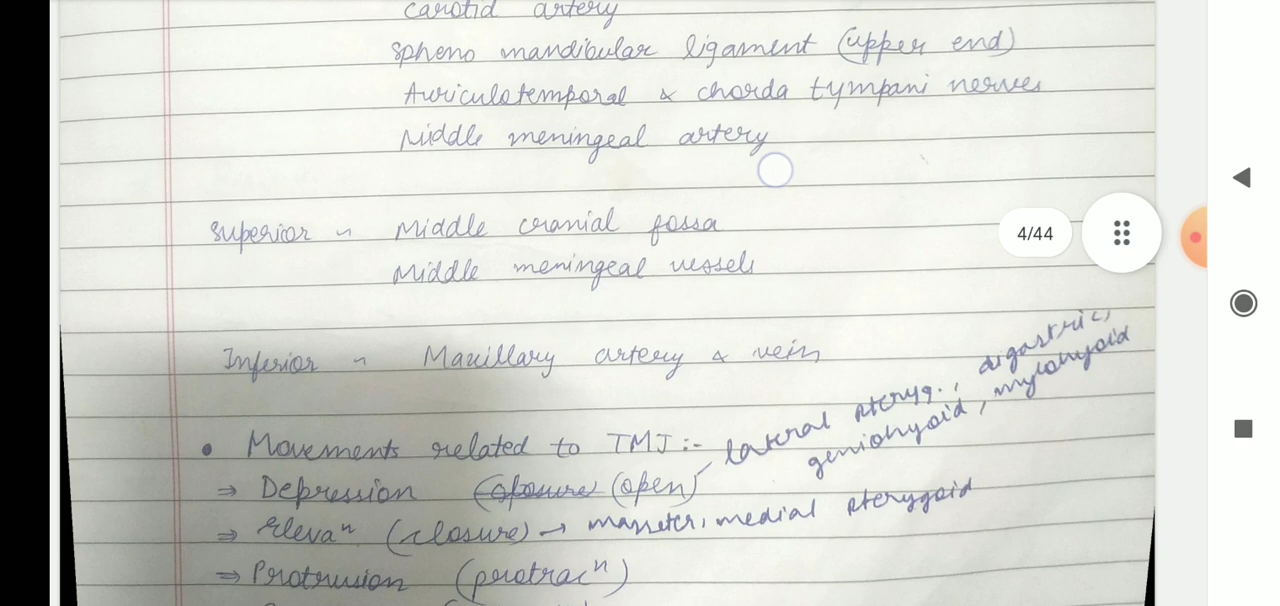 carotid artery
spheno mandibular ligament (upper end)
Auriculotemporal & chorda tympani nerves
Middle meningeal artery
Superior ~ Middle cranial fossa
Middle meningeal vessels
4/44
Inferior ~ Maxillary artery & vein
• Movements related to TMJ :- lateral pteryg., digastric,
geniohyoid, mylohyoid
⇒ Depression (open)
⇒ Elevaⁿ (closure) → masseter, medial pterygoid
⇒ Protrusion (protracⁿ)